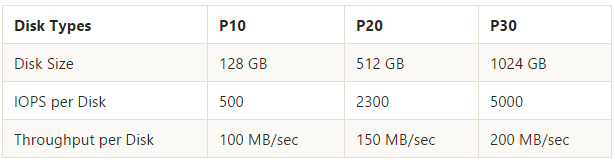 Disk Types P10 P20 P30
Disk Size 128 GB 512 GB 1024 GB
IOPS per Disk 500 2300 5000
Throughput per Disk 100 MB/sec 150 MB/sec 200 MB/sec